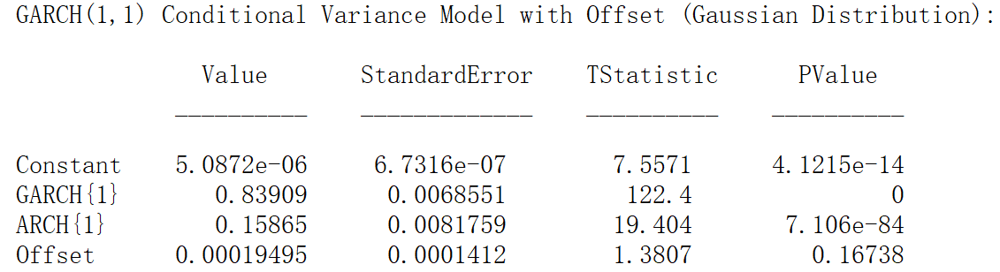 GARCH(1,1) Conditional Variance Model with Offset (Gaussian Distribution):
Value StandardError TStatistic PValue
__________ _____________ __________ __________
Constant 5.0872e-06 6.7316e-07 7.5571 4.1215e-14
GARCH{1} 0.83909 0.0068551 122.4 0
ARCH{1} 0.15865 0.0081759 19.404 7.106e-84
Offset 0.00019495 0.0001412 1.3807 0.16738